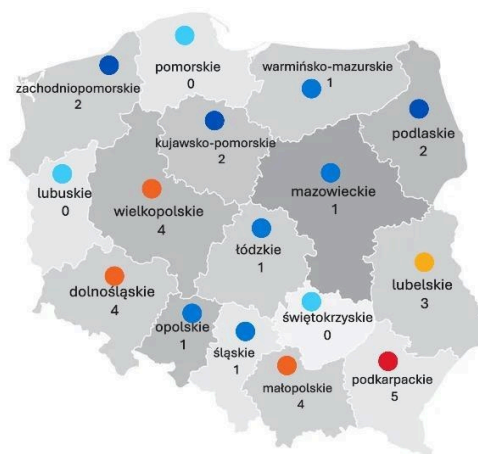 pomorskie
0
warmińsko-mazurskie
1
zachodniopomorskie
2
kujawsko-pomorskie
2
podlaskie
2
lubuskie
0
wielkopolskie
4
mazowieckie
1
łódzkie
1
lubelskie
3
dolnośląskie
4
opolskie
1
śląskie
1
świętokrzyskie
0
małopolskie
4
podkarpackie
5